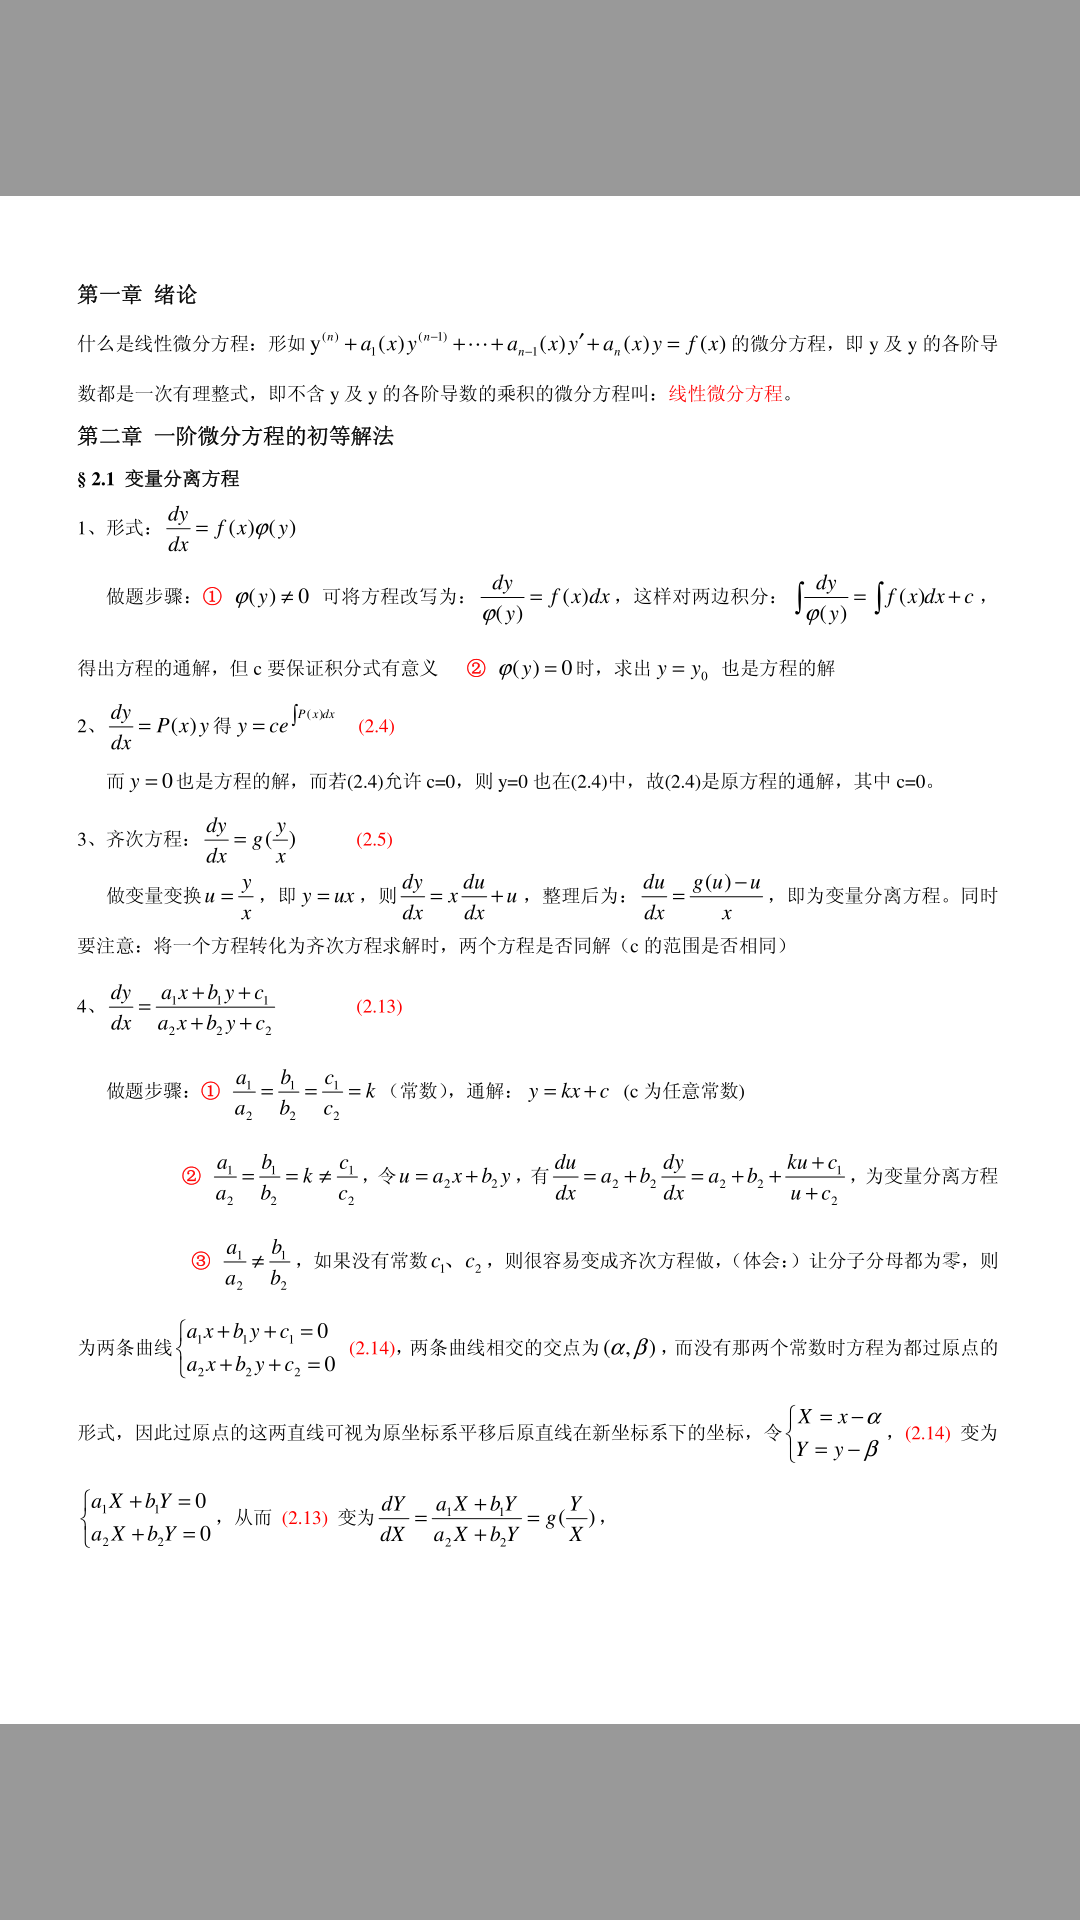 第一章 绪论
什么是线性微分方程：形如 y⁽ⁿ⁾ + a₁(x)y⁽ⁿ⁻¹⁾ + ⋯ + aₙ₋₁(x)y′ + aₙ(x)y = f(x) 的微分方程，即 y 及 y 的各阶导
数都是一次有理整式，即不含 y 及 y 的各阶导数的乘积的微分方程叫：线性微分方程。
第二章 一阶微分方程的初等解法
§ 2.1 变量分离方程
1、形式：dy/dx = f(x)φ(y)
做题步骤：① φ(y) ≠ 0 可将方程改写为：dy/φ(y) = f(x)dx，这样对两边积分：∫dy/φ(y) = ∫f(x)dx + c，
得出方程的通解，但 c 要保证积分式有意义 ② φ(y) = 0时，求出 y = y₀ 也是方程的解
2、dy/dx = P(x)y 得 y = ce^{∫P(x)dx} (2.4)
而 y = 0 也是方程的解，而若(2.4)允许 c=0，则 y=0 也在(2.4)中，故(2.4)是原方程的通解，其中 c=0。
3、齐次方程：dy/dx = g(y/x) (2.5)
做变量变换 u = y/x，即 y = ux，则 dy/dx = x du/dx + u，整理后为：du/dx = (g(u) − u)/x，即为变量分离方程。同时
要注意：将一个方程转化为齐次方程求解时，两个方程是否同解（c 的范围是否相同）
4、dy/dx = (a₁x + b₁y + c₁)/(a₂x + b₂y + c₂) (2.13)
做题步骤：① a₁/a₂ = b₁/b₂ = c₁/c₂ = k（常数），通解：y = kx + c (c 为任意常数)
② a₁/a₂ = b₁/b₂ = k ≠ c₁/c₂，令 u = a₂x + b₂y，有 du/dx = a₂ + b₂ dy/dx = a₂ + b₂ + (ku + c₁)/(u + c₂)，为变量分离方程
③ a₁/a₂ ≠ b₁/b₂，如果没有常数 c₁、c₂，则很容易变成齐次方程做，（体会：）让分子分母都为零，则
为两条曲线 {a₁x + b₁y + c₁ = 0, a₂x + b₂y + c₂ = 0 (2.14)，两条曲线相交的交点为 (α, β)，而没有那两个常数时方程为都过原点的
形式，因此过原点的这两直线可视为原坐标系平移后原直线在新坐标系下的坐标，令 {X = x − α, Y = y − β，(2.14) 变为
{a₁X + b₁Y = 0, a₂X + b₂Y = 0，从而 (2.13) 变为 dY/dX = (a₁X + b₁Y)/(a₂X + b₂Y) = g(Y/X)，